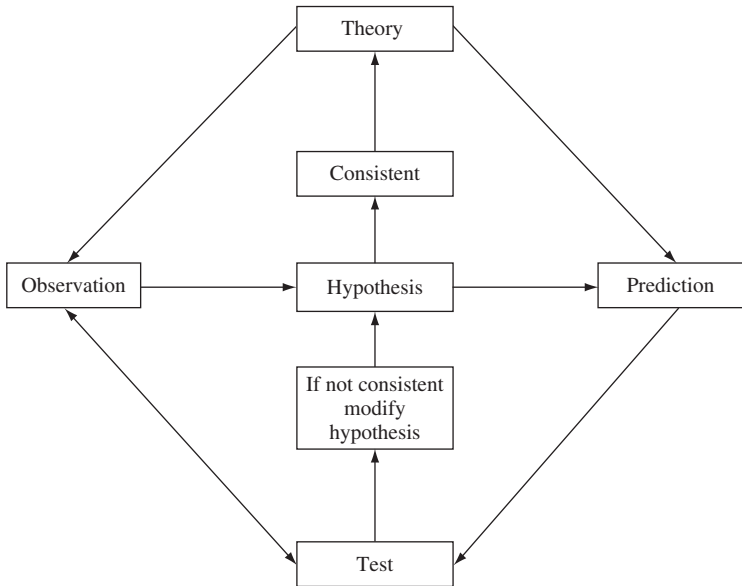 Theory
Consistent
Observation
Hypothesis
Prediction
If not consistent
modify
hypothesis
Test